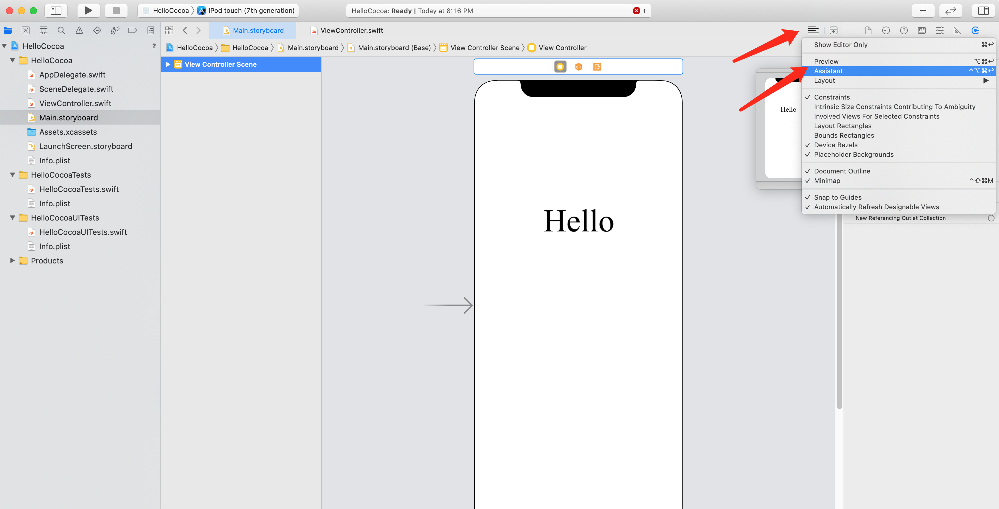 HelloCocoa iPod touch (7th generation)
HelloCocoa: Ready | Today at 8:16 PM 1
Main.storyboard
ViewController.swift
HelloCocoa ?
HelloCocoa
AppDelegate.swift
SceneDelegate.swift
ViewController.swift
Main.storyboard
Assets.xcassets
LaunchScreen.storyboard
Info.plist
HelloCocoaTests
HelloCocoaTests.swift
Info.plist
HelloCocoaUITests
HelloCocoaUITests.swift
Info.plist
Products
HelloCocoa HelloCocoa Main.storyboard Main.storyboard (Base) View Controller Scene View Controller
View Controller Scene
Hello
Hello
Show Editor Only ⌘↩
Preview ⌥⌘↩
Assistant ^⌥⌘↩
Layout
✓ Constraints
Intrinsic Size Constraints Contributing To Ambiguity
Involved Views For Selected Constraints
Layout Rectangles
Bounds Rectangles
✓ Device Bezels
✓ Placeholder Backgrounds
✓ Document Outline
✓ Minimap ^⇧⌘M
✓ Snap to Guides
✓ Automatically Refresh Designable Views
New Referencing Outlet Collection